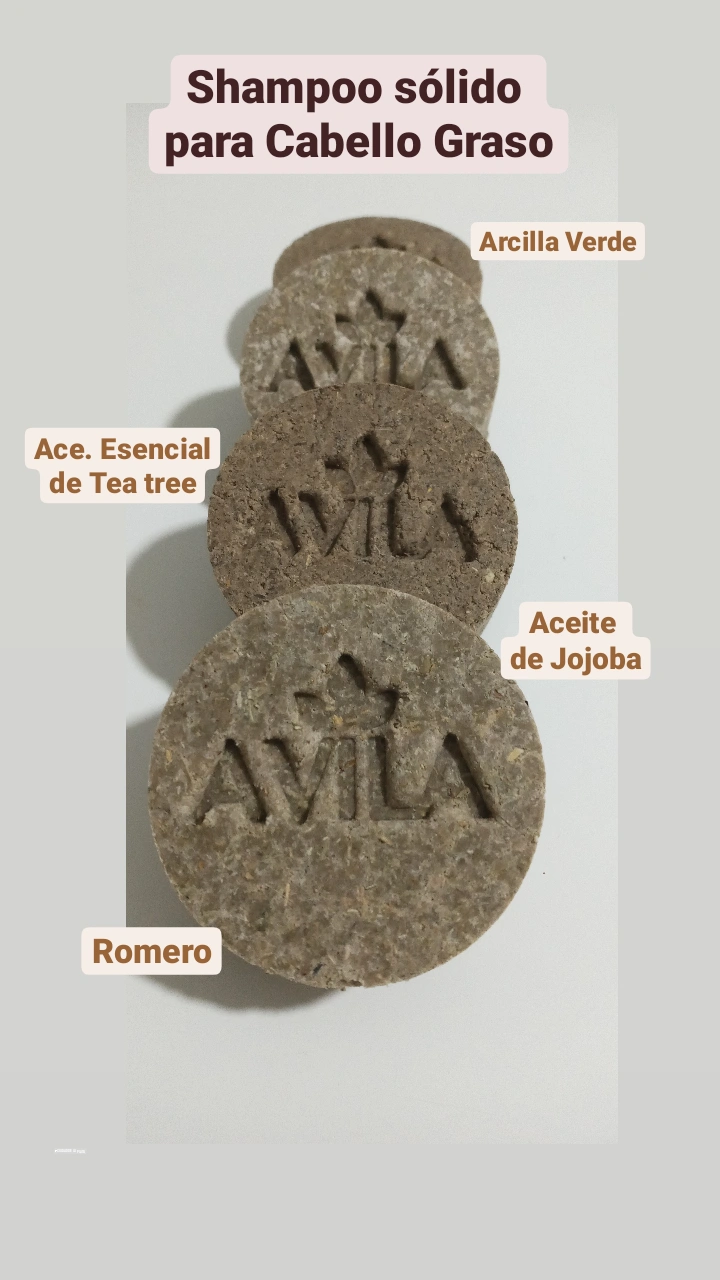 Shampoo sólido
para Cabello Graso
Arcilla Verde
AVILA
Ace. Esencial
de Tea tree
AVILA
Aceite
de Jojoba
AVILA
Romero